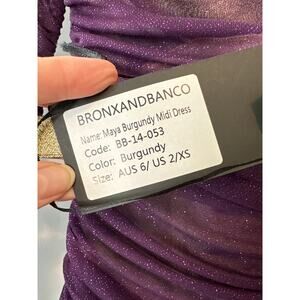 BRONXANDBANCO
Name: Maya Burgundy Midi Dress
Code: BB-14-053
Color: Burgundy
Size: AUS 6/ US 2/XS